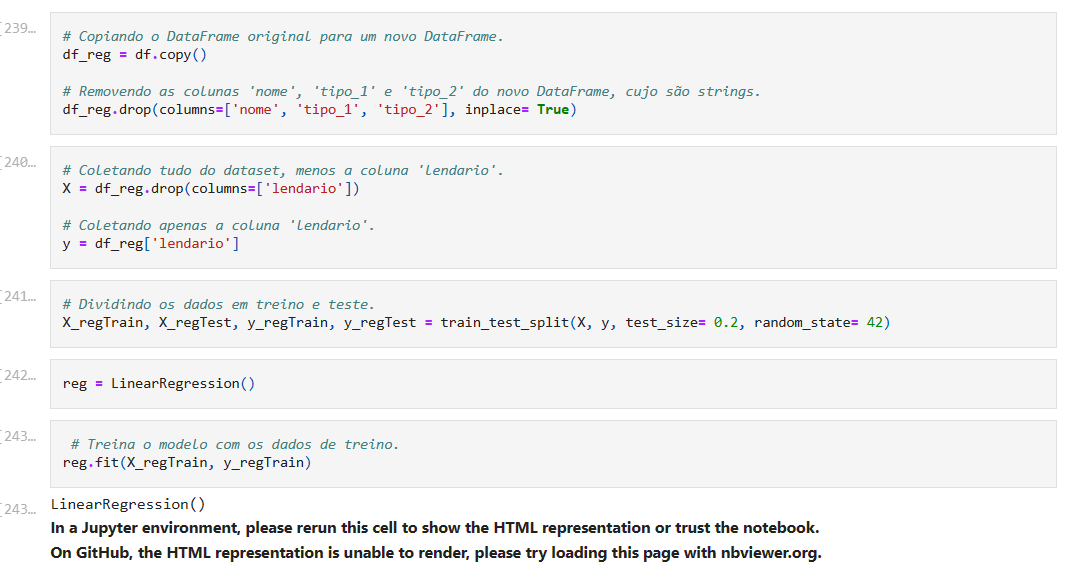 [239…
# Copiando o DataFrame original para um novo DataFrame.
df_reg = df.copy()
# Removendo as colunas 'nome', 'tipo_1' e 'tipo_2' do novo DataFrame, cujo são strings.
df_reg.drop(columns=['nome', 'tipo_1', 'tipo_2'], inplace= True)
[240…
# Coletando tudo do dataset, menos a coluna 'lendario'.
X = df_reg.drop(columns=['lendario'])
# Coletando apenas a coluna 'lendario'.
y = df_reg['lendario']
[241…
# Dividindo os dados em treino e teste.
X_regTrain, X_regTest, y_regTrain, y_regTest = train_test_split(X, y, test_size= 0.2, random_state= 42)
[242…
reg = LinearRegression()
[243…
# Treina o modelo com os dados de treino.
reg.fit(X_regTrain, y_regTrain)
[243…
LinearRegression()
In a Jupyter environment, please rerun this cell to show the HTML representation or trust the notebook.
On GitHub, the HTML representation is unable to render, please try loading this page with nbviewer.org.